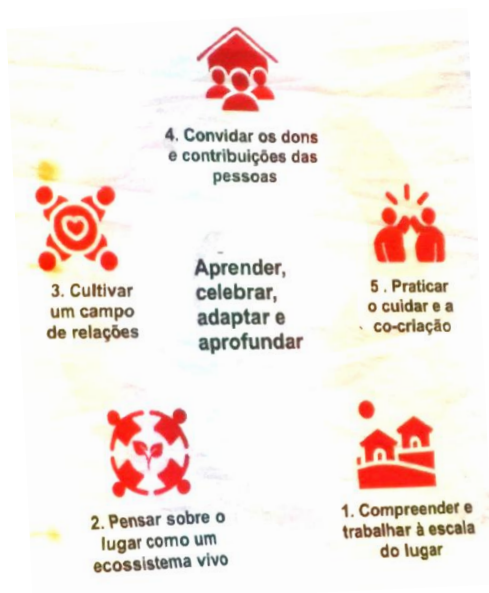 4. Convidar os dons
e contribuições das
pessoas
3. Cultivar
um campo
de relações
Aprender,
celebrar,
adaptar e
aprofundar
5 . Praticar
o cuidar e a
co-criação
2. Pensar sobre o
lugar como um
ecossistema vivo
1. Compreender e
trabalhar à escala
do lugar